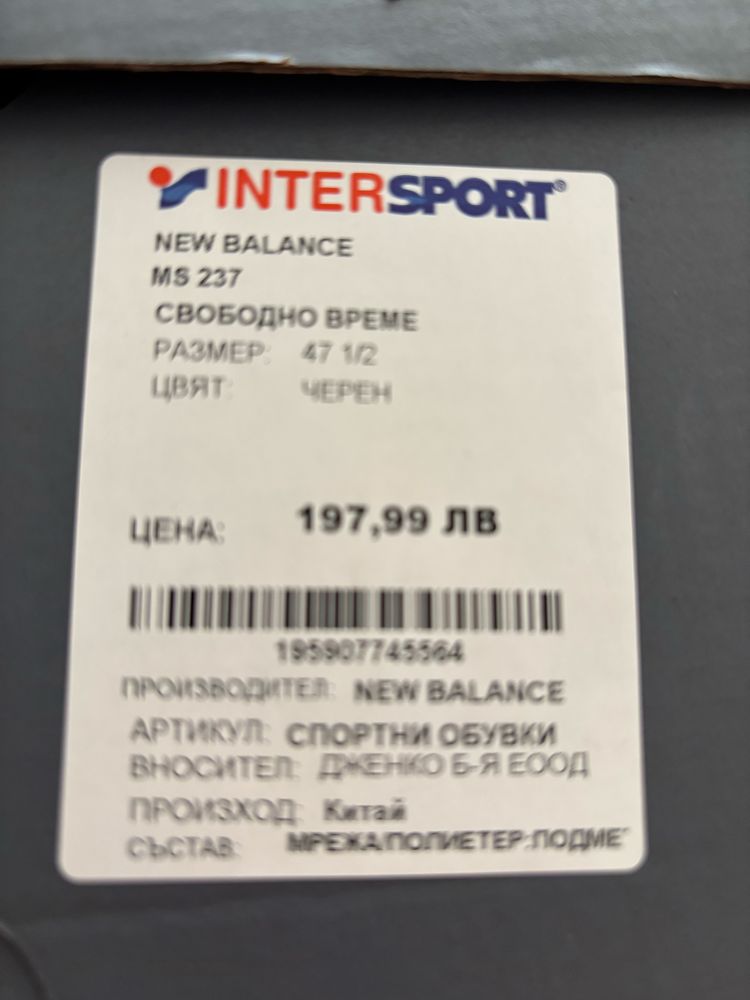 INTERSPORT®
NEW BALANCE
MS 237
СВОБОДНО ВРЕМЕ
РАЗМЕР: 47 1/2
ЦВЯТ: ЧЕРЕН
ЦЕНА: 197,99 ЛВ
195907745564
ПРОИЗВОДИТЕЛ: NEW BALANCE
АРТИКУЛ: СПОРТНИ ОБУВКИ
ВНОСИТЕЛ: ДЖЕНКО Б-Я ЕООД
ПРОИЗХОД: Китай
СЪСТАВ: МРЕЖА/ПОЛИЕТЕР:ПОДМЕ